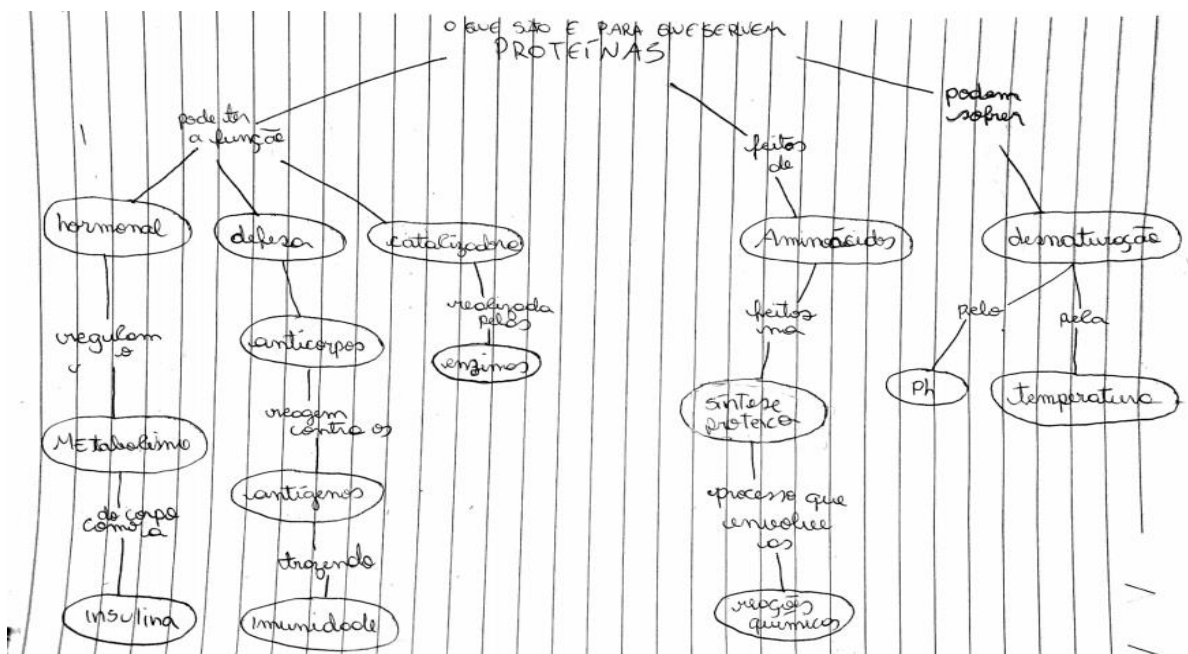 O QUE SÃO E PARA QUE SERVEM
PROTEÍNAS
pode ter
a função
hormonal
regulam
o
Metabolismo
do corpo
como a
insulina
defesa
anticorpos
reagem
contra os
antígenos
trazendo
imunidade
catalizadora
realizada
pelas
enzimas
feitos
de
Aminoácidos
feitos
na
síntese
proteica
processo que
envolve
as
reações
químicas
podem
sofrer
desnaturação
pelo
Ph
pela
temperatura